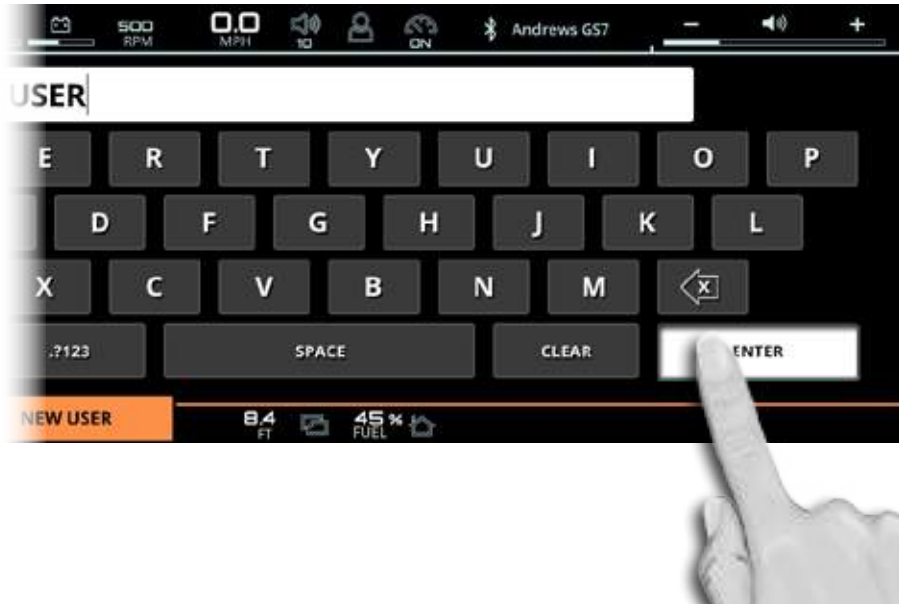 500 0.0 Andrews GS7 - +
RPM MPH 10 ON
USER
E R T Y U I O P
D F G H J K L
X C V B N M X
.?123 SPACE CLEAR ENTER
NEW USER 8.4 45%
FT FUEL